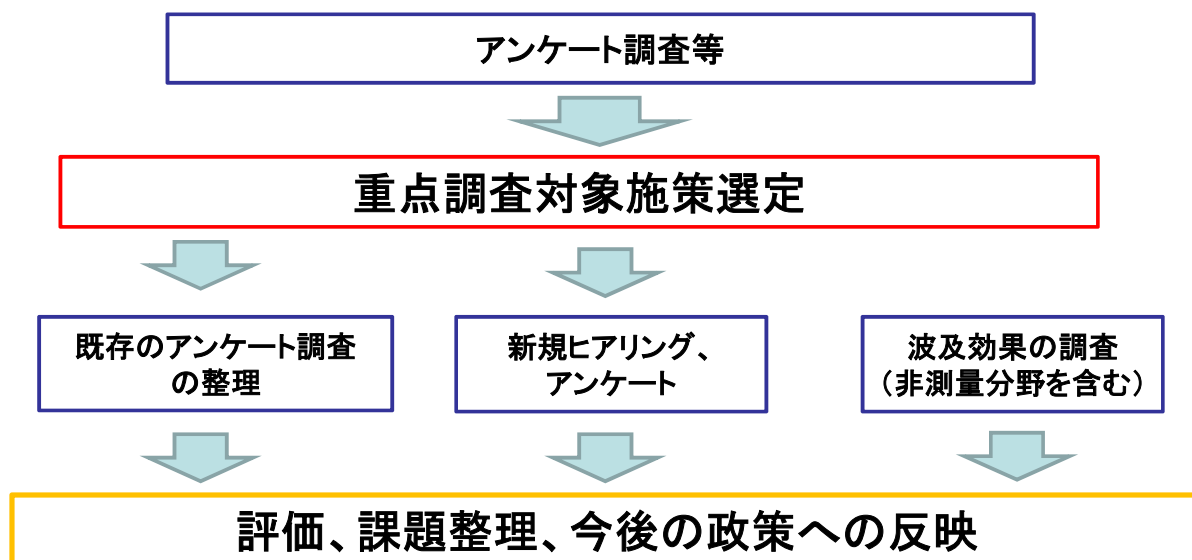 アンケート調査等
重点調査対象施策選定
既存のアンケート調査
の整理
新規ヒアリング、
アンケート
波及効果の調査
（非測量分野を含む）
評価、課題整理、今後の政策への反映